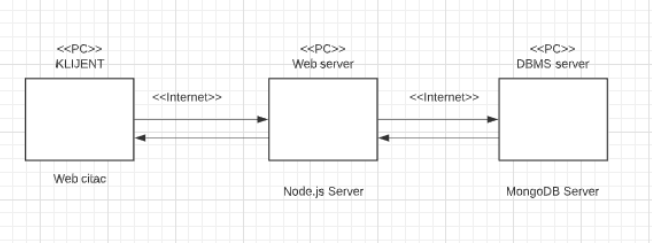 <<PC>>
KLIJENT
<<PC>>
Web server
<<PC>>
DBMS server
<<Internet>>
<<Internet>>
Web citac
Node.js Server
MongoDB Server